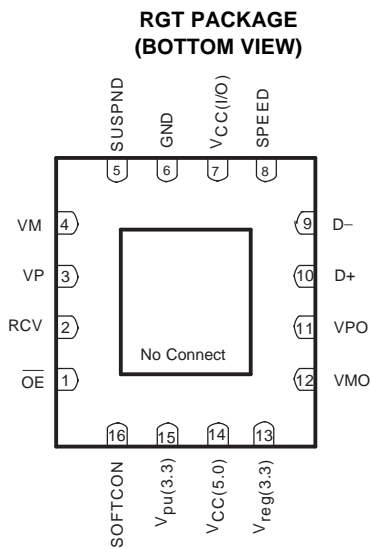 RGT PACKAGE
(BOTTOM VIEW)
SUSPND
GND
VCC(I/O)
SPEED
5
6
7
8
VM
4
9
D−
VP
3
10
D+
RCV
2
11
VPO
No Connect
OE
1
12
VMO
16
15
14
13
SOFTCON
Vpu(3.3)
VCC(5.0)
Vreg(3.3)